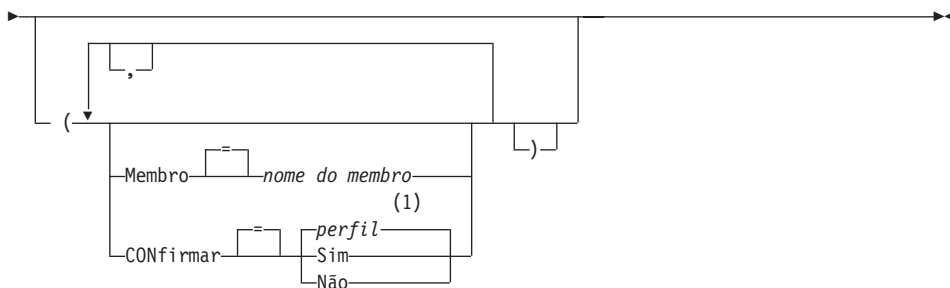 ,
(
)
=
Membro nome do membro
(1)
=
perfil
CONfirmar Sim
Não